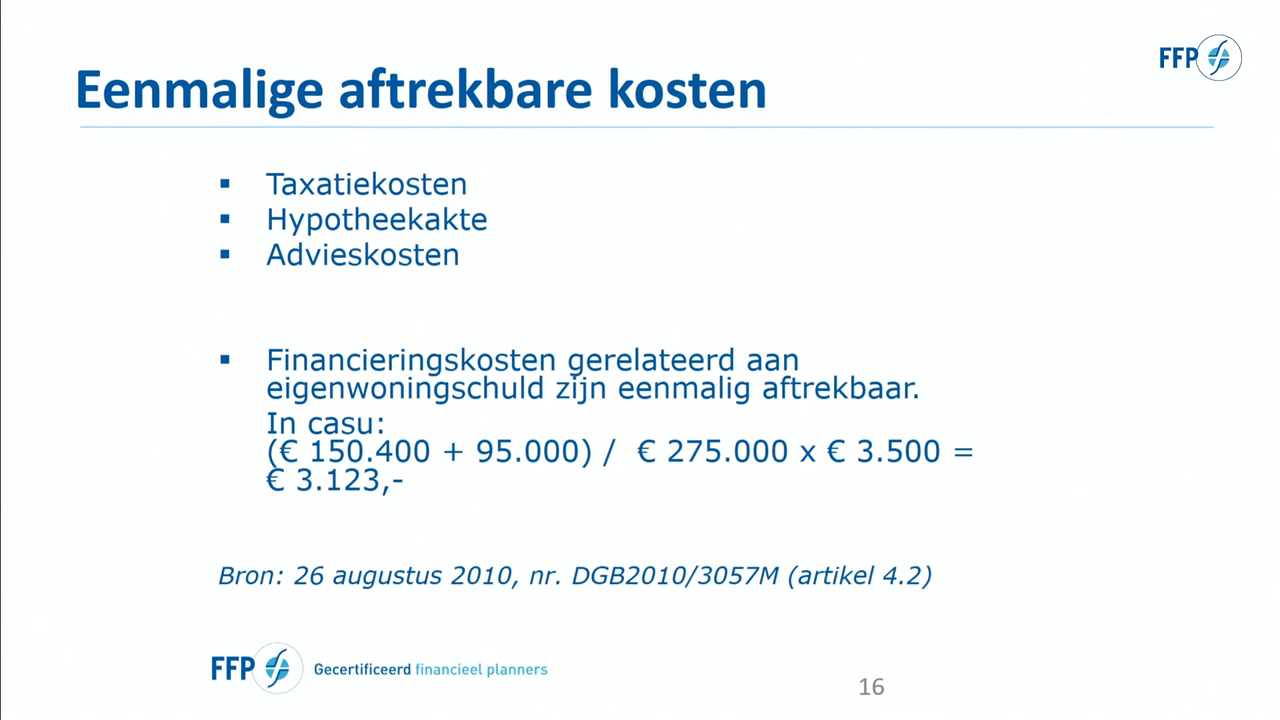 FFP
Eenmalige aftrekbare kosten
▪ Taxatiekosten
▪ Hypotheekakte
▪ Advieskosten
▪ Financieringskosten gerelateerd aan
eigenwoningschuld zijn eenmalig aftrekbaar.
In casu:
(€ 150.400 + 95.000) / € 275.000 x € 3.500 =
€ 3.123,-
Bron: 26 augustus 2010, nr. DGB2010/3057M (artikel 4.2)
FFP Gecertificeerd financieel planners
16